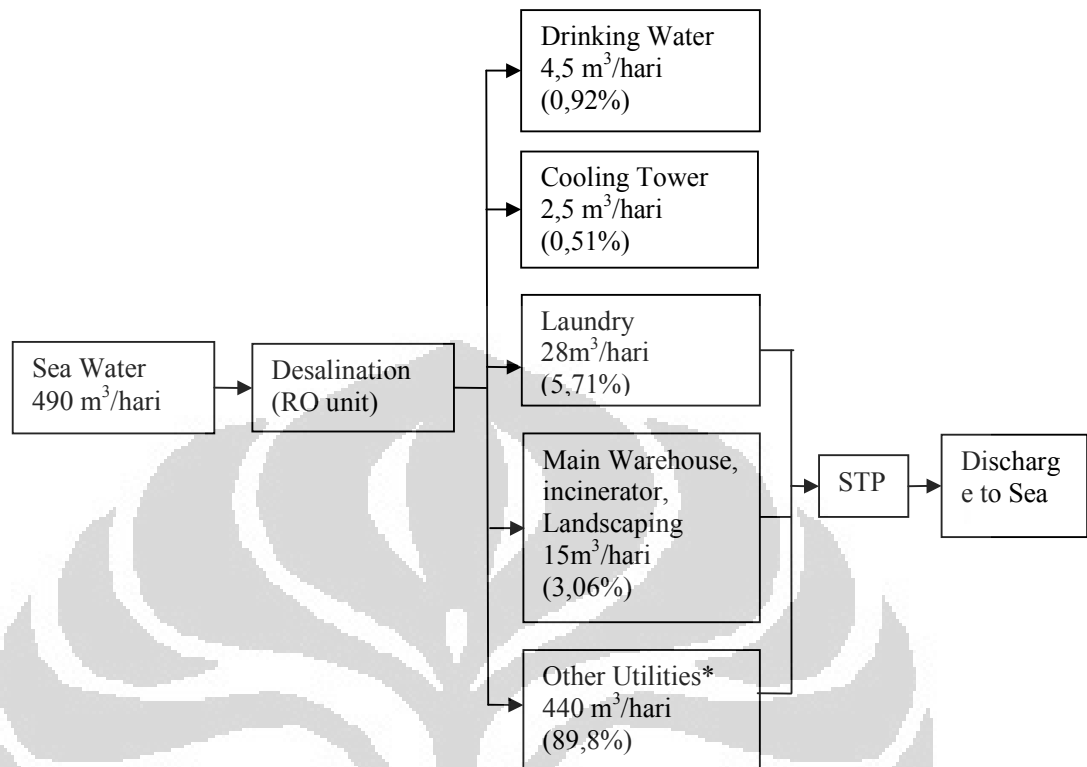 Sea Water
490 m³/hari
Desalination
(RO unit)
Drinking Water
4,5 m³/hari
(0,92%)
Cooling Tower
2,5 m³/hari
(0,51%)
Laundry
28m³/hari
(5,71%)
Main Warehouse,
incinerator,
Landscaping
15m³/hari
(3,06%)
Other Utilities*
440 m³/hari
(89,8%)
STP
Discharg
e to Sea